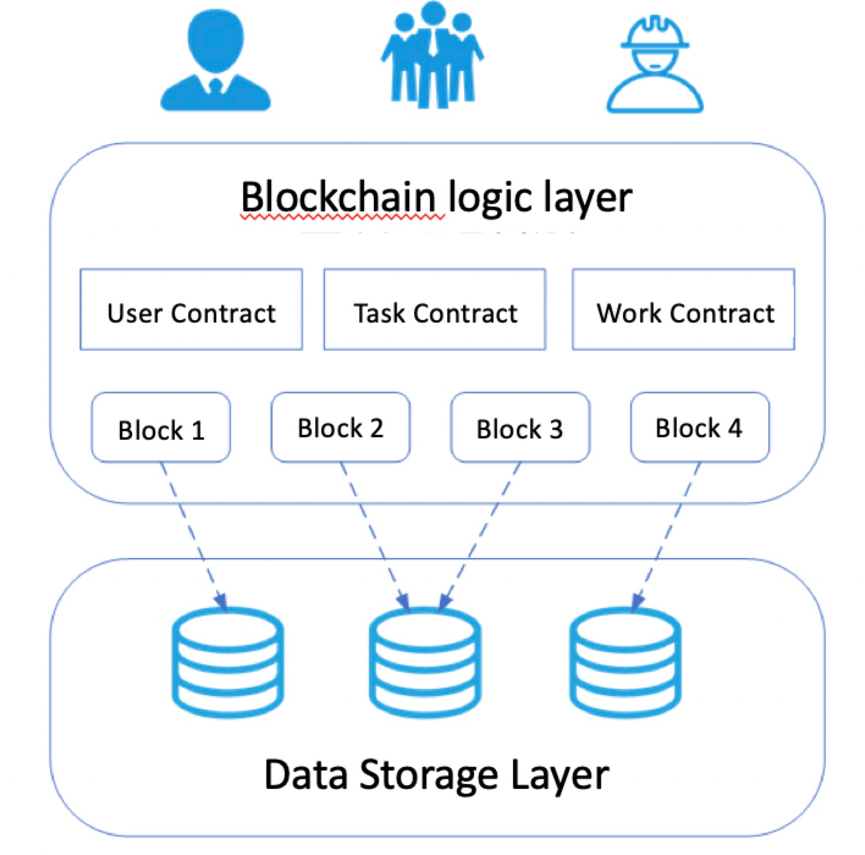 Blockchain logic layer
User Contract Task Contract Work Contract
Block 1 Block 2 Block 3 Block 4
Data Storage Layer